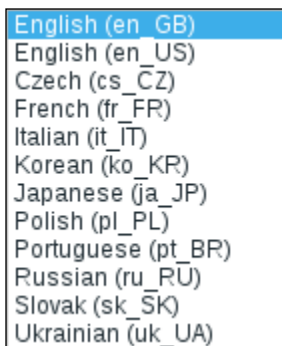 English (en_GB)
English (en_US)
Czech (cs_CZ)
French (fr_FR)
Italian (it_IT)
Korean (ko_KR)
Japanese (ja_JP)
Polish (pl_PL)
Portuguese (pt_BR)
Russian (ru_RU)
Slovak (sk_SK)
Ukrainian (uk_UA)